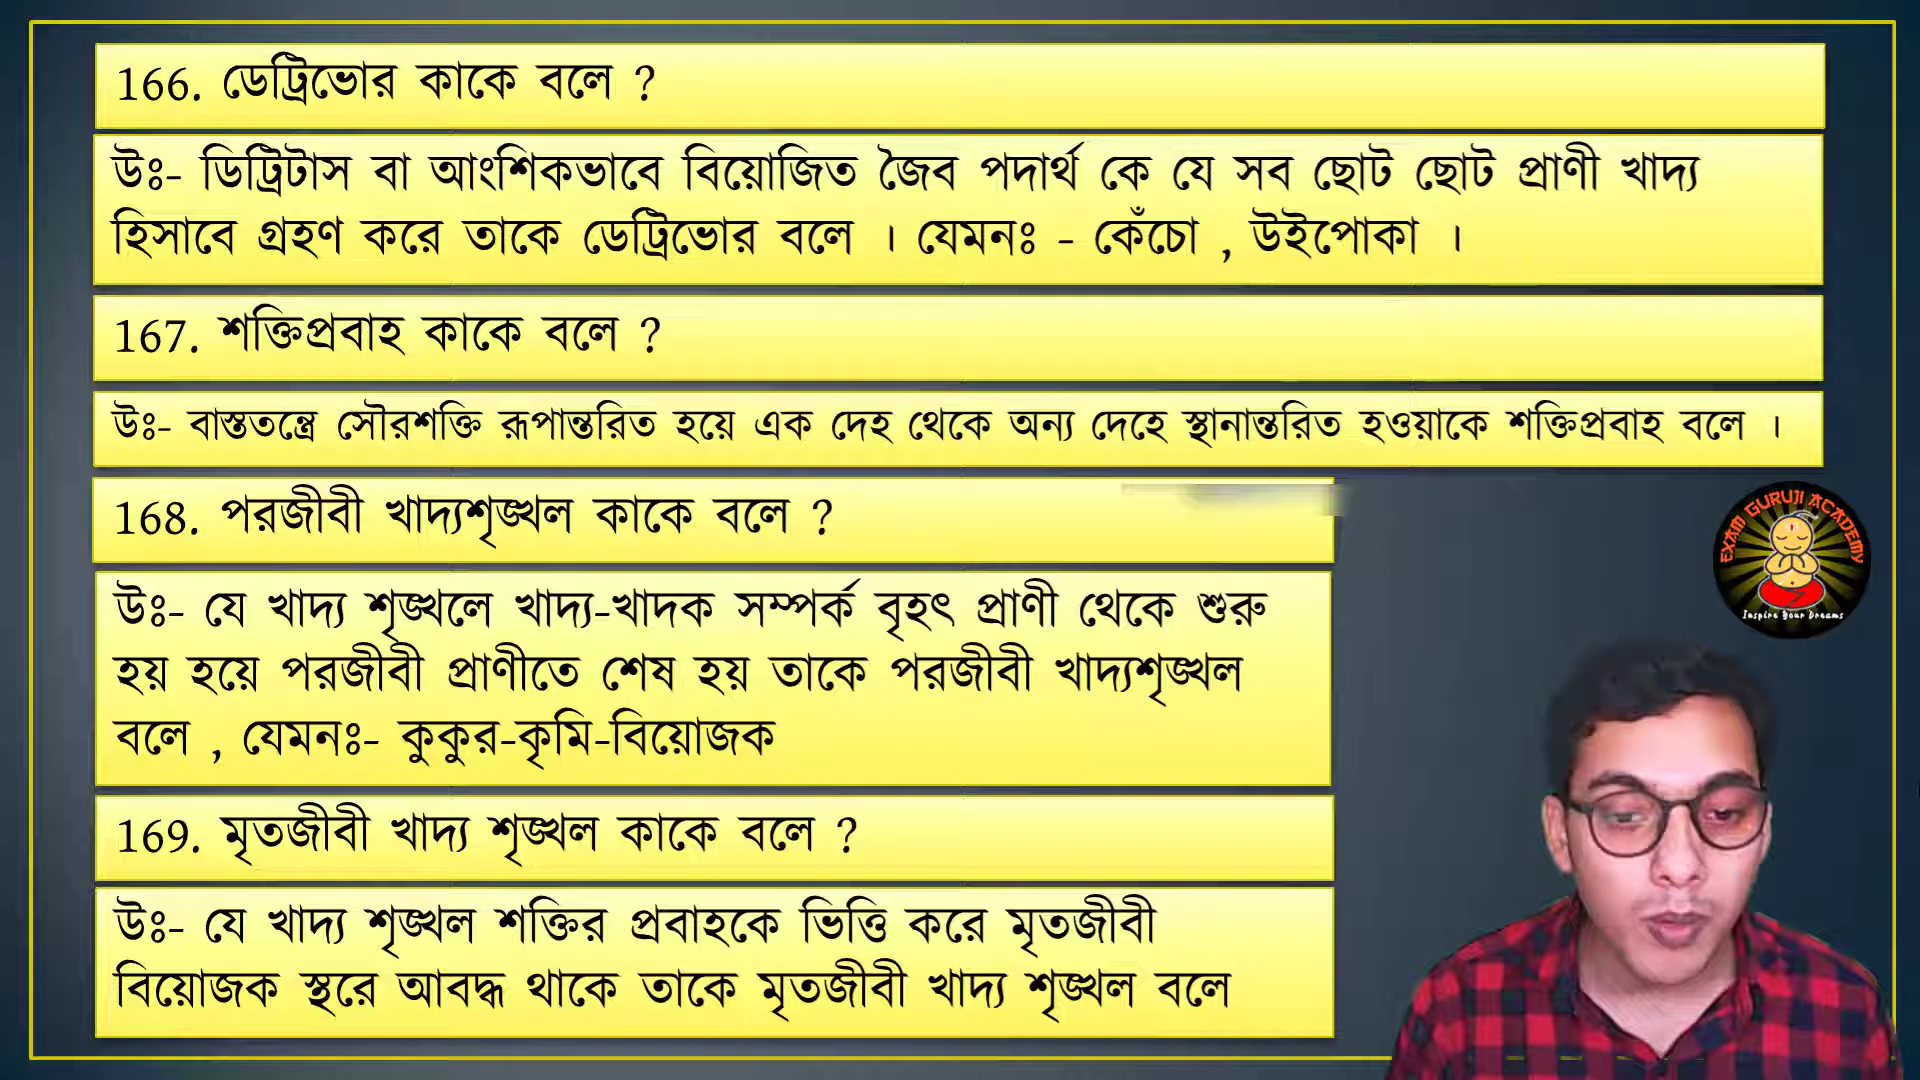 166. ডেট্রিভোর কাকে বলে ?
উঃ- ডিট্রিটাস বা আংশিকভাবে বিয়োজিত জৈব পদার্থ কে যে সব ছোট ছোট প্রাণী খাদ্য
হিসাবে গ্রহণ করে তাকে ডেট্রিভোর বলে । যেমনঃ - কেঁচো , উইপোকা ।
167. শক্তিপ্রবাহ কাকে বলে ?
উঃ- বাস্ততন্ত্রে সৌরশক্তি রূপান্তরিত হয়ে এক দেহ থেকে অন্য দেহে স্থানান্তরিত হওয়াকে শক্তিপ্রবাহ বলে ।
168. পরজীবী খাদ্যশৃঙ্খল কাকে বলে ?
উঃ- যে খাদ্য শৃঙ্খলে খাদ্য-খাদক সম্পর্ক বৃহৎ প্রাণী থেকে শুরু
হয় হয়ে পরজীবী প্রাণীতে শেষ হয় তাকে পরজীবী খাদ্যশৃঙ্খল
বলে , যেমনঃ- কুকুর-কৃমি-বিয়োজক
169. মৃতজীবী খাদ্য শৃঙ্খল কাকে বলে ?
উঃ- যে খাদ্য শৃঙ্খল শক্তির প্রবাহকে ভিত্তি করে মৃতজীবী
বিয়োজক স্থরে আবদ্ধ থাকে তাকে মৃতজীবী খাদ্য শৃঙ্খল বলে
EXAM GURUJI ACADEMY
Inspire Your Dreams